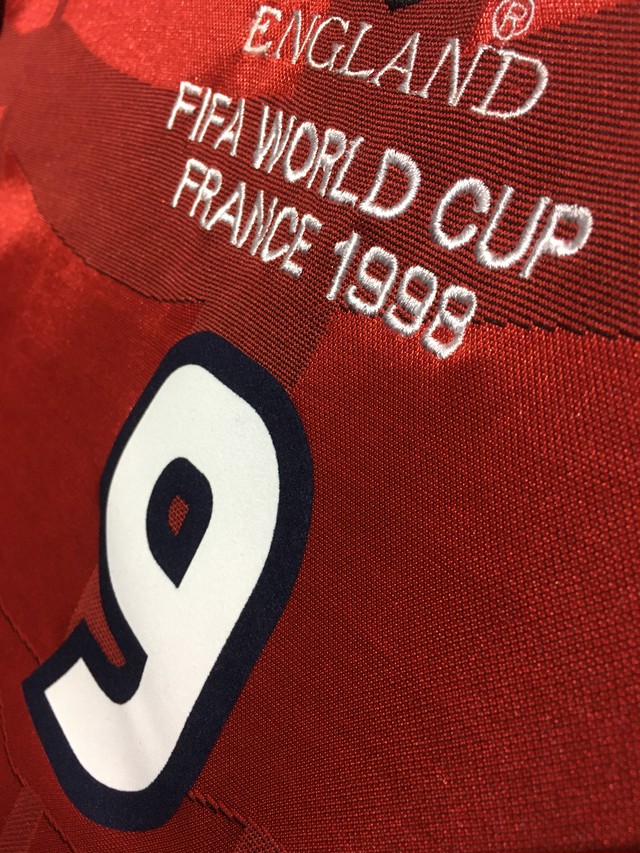 ®
ENGLAND
FIFA WORLD CUP
FRANCE 1998
9